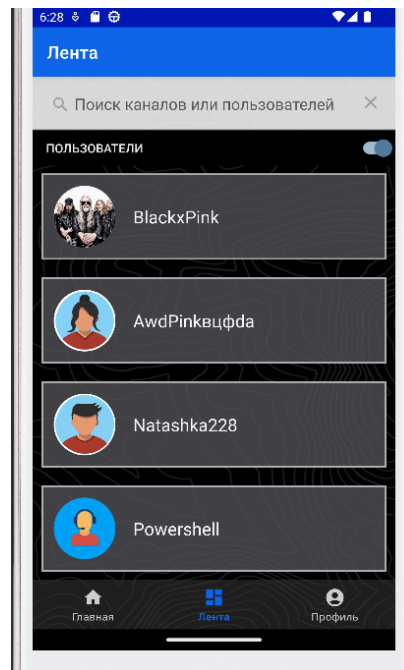 6:28
Лента
Поиск каналов или пользователей
ПОЛЬЗОВАТЕЛИ
BlackxPink
AwdPinkвцфda
Natashka228
Powershell
Главная Лента Профиль